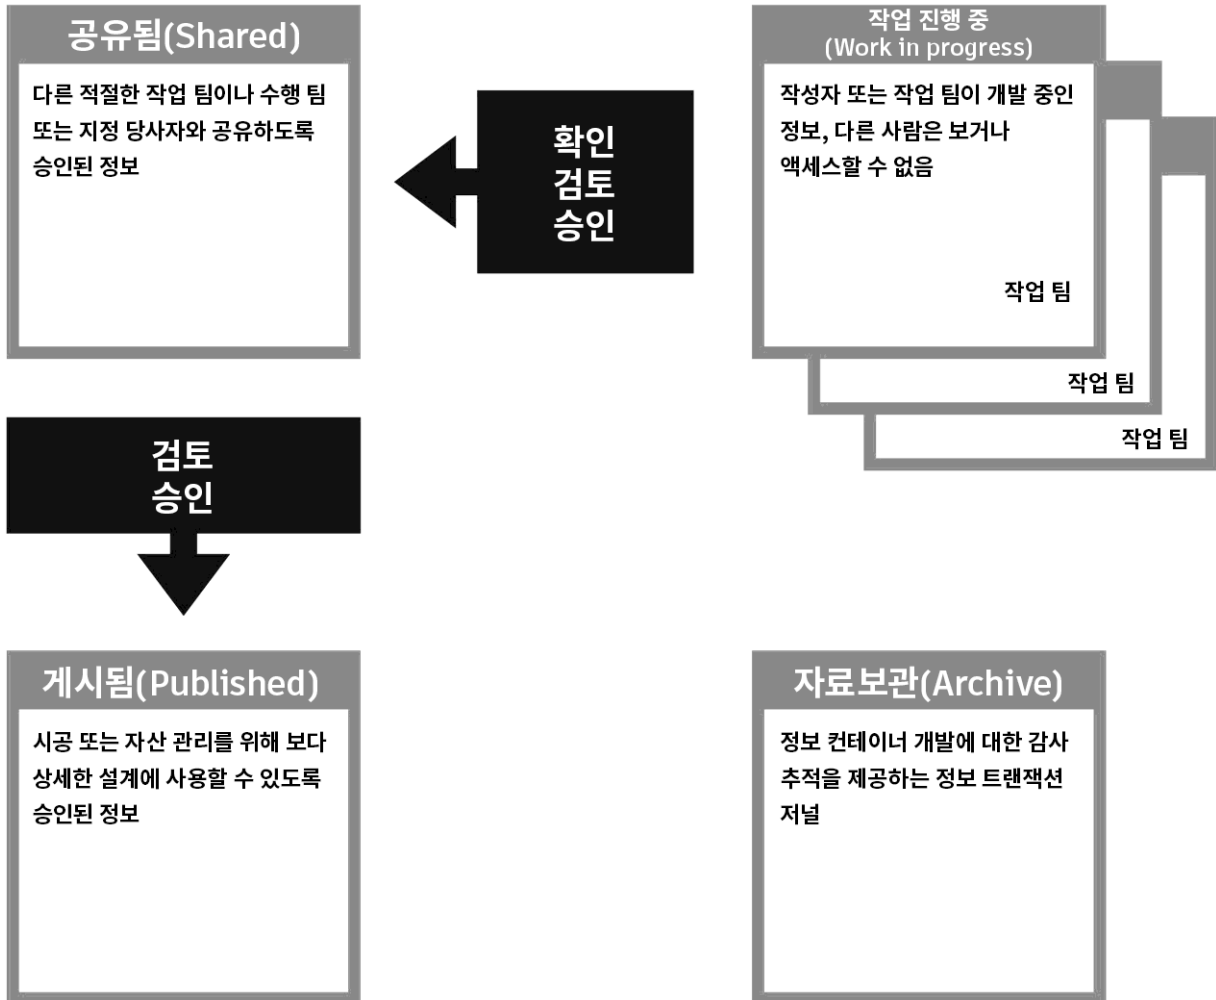 공유됨(Shared)
다른 적절한 작업 팀이나 수행 팀
또는 지정 당사자와 공유하도록
승인된 정보
확인
검토
승인
작업 진행 중
(Work in progress)
작성자 또는 작업 팀이 개발 중인
정보, 다른 사람은 보거나
액세스할 수 없음
작업 팀
작업 팀
작업 팀
검토
승인
게시됨(Published)
시공 또는 자산 관리를 위해 보다
상세한 설계에 사용할 수 있도록
승인된 정보
자료보관(Archive)
정보 컨테이너 개발에 대한 감사
추적을 제공하는 정보 트랜잭션
저널